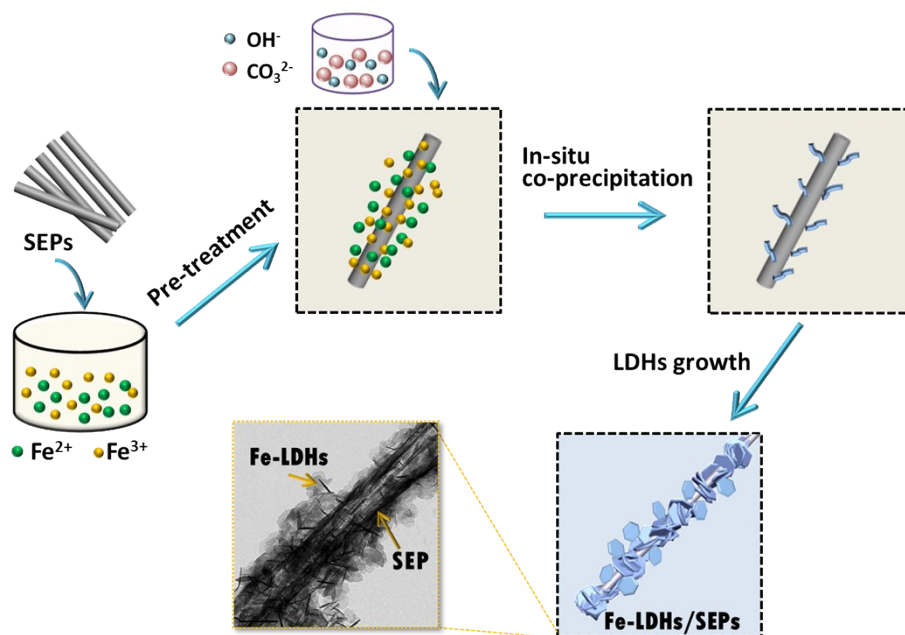 OH⁻
CO₃²⁻
SEPs
Pre-treatment
In-situ
co-precipitation
LDHs growth
Fe²⁺ Fe³⁺
Fe-LDHs
SEP
Fe-LDHs/SEPs